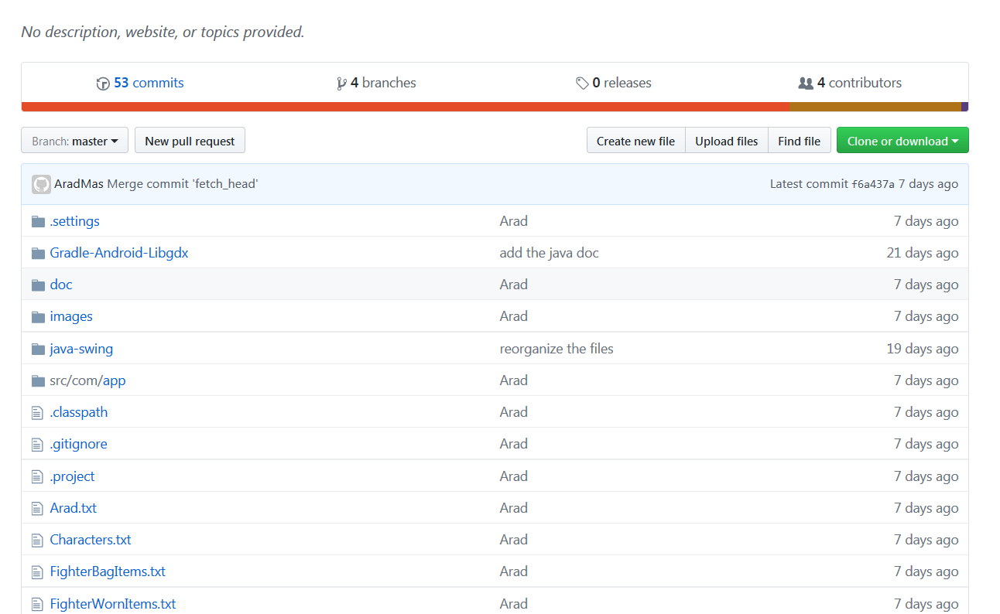 No description, website, or topics provided.
53 commits 4 branches 0 releases 4 contributors
Branch: master New pull request Create new file Upload files Find file Clone or download
AradMas Merge commit 'fetch_head' Latest commit f6a437a 7 days ago
.settings Arad 7 days ago
Gradle-Android-Libgdx add the java doc 21 days ago
doc Arad 7 days ago
images Arad 7 days ago
java-swing reorganize the files 19 days ago
src/com/app Arad 7 days ago
.classpath Arad 7 days ago
.gitignore Arad 7 days ago
.project Arad 7 days ago
Arad.txt Arad 7 days ago
Characters.txt Arad 7 days ago
FighterBagItems.txt Arad 7 days ago
FighterWornItems.txt Arad 7 days ago